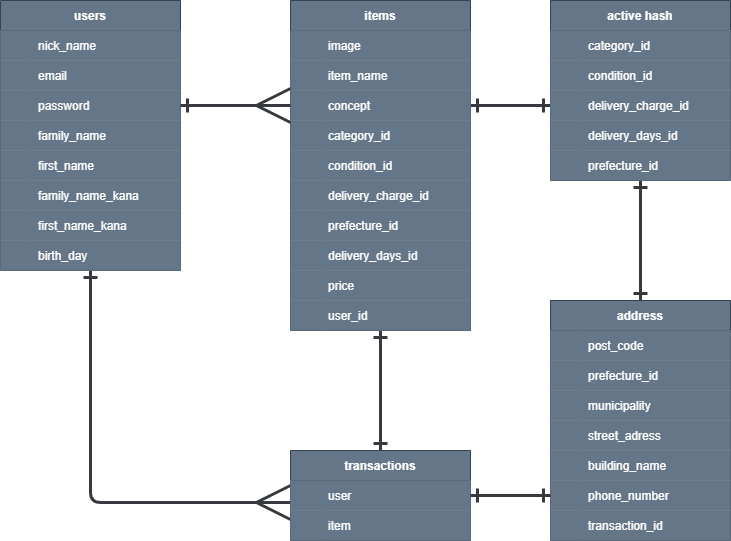 users
nick_name
email
password
family_name
first_name
family_name_kana
first_name_kana
birth_day
items
image
item_name
concept
category_id
condition_id
delivery_charge_id
prefecture_id
delivery_days_id
price
user_id
active hash
category_id
condition_id
delivery_charge_id
delivery_days_id
prefecture_id
transactions
user
item
address
post_code
prefecture_id
municipality
street_adress
building_name
phone_number
transaction_id